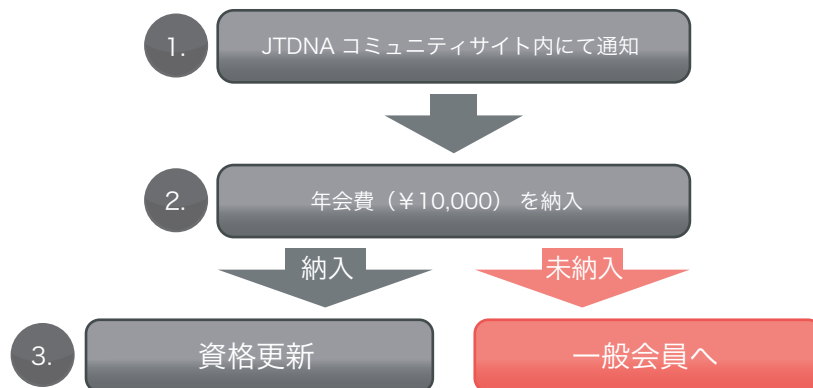 1.
JTDNA コミュニティサイト内にて通知
2.
年会費（￥10,000） を納入
納入
未納入
3.
資格更新
一般会員へ